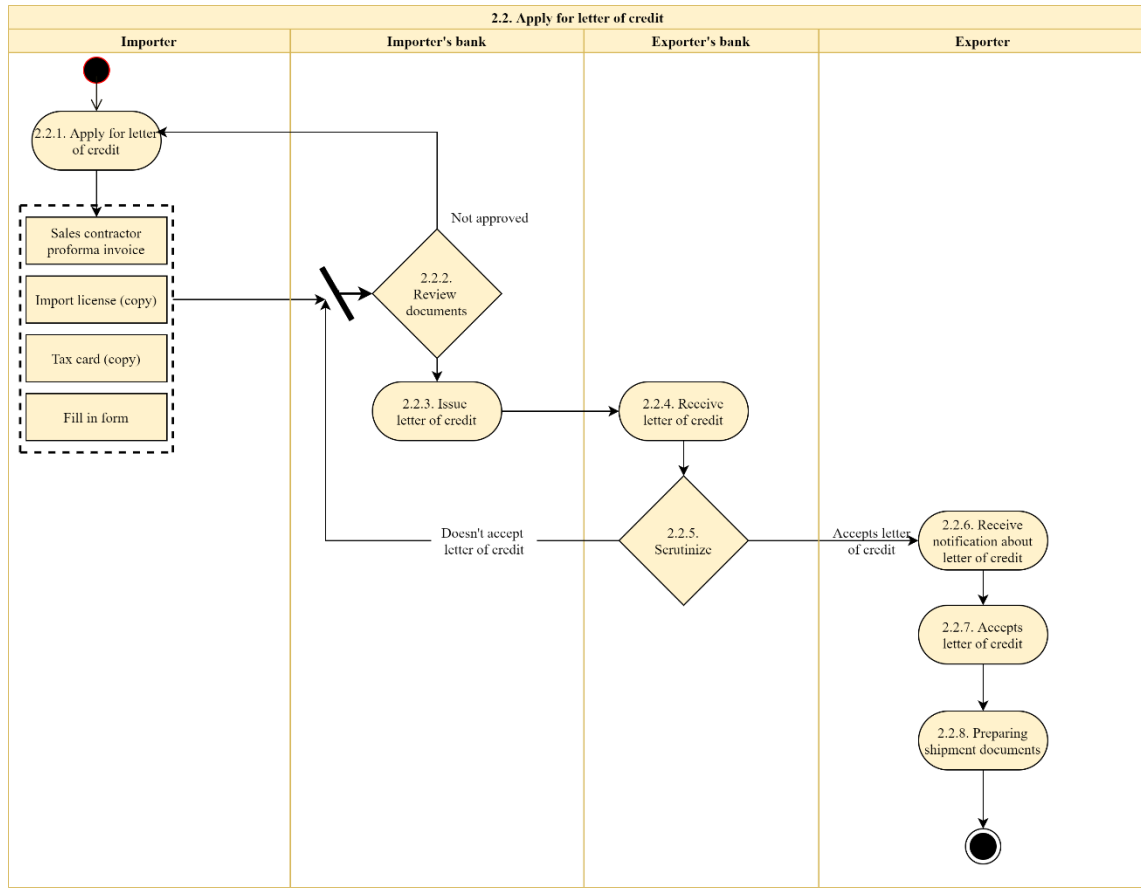 2.2. Apply for letter of credit
Importer
Importer's bank
Exporter's bank
Exporter
2.2.1. Apply for letter
of credit
Sales contractor
proforma invoice
Import license (copy)
Tax card (copy)
Fill in form
Not approved
2.2.2.
Review
documents
2.2.3. Issue
letter of credit
2.2.4. Receive
letter of credit
Doesn't accept
letter of credit
2.2.5.
Scrutinize
Accepts letter
of credit
2.2.6. Receive
notification about
letter of credit
2.2.7. Accepts
letter of credit
2.2.8. Preparing
shipment documents